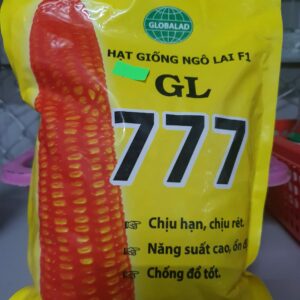 GLOBALAD
HẠT GIỐNG NGÔ LAI F1
GL
777
☞ Chịu hạn, chịu rét.
☞ Năng suất cao, ổn
☞ Chống đổ tốt.